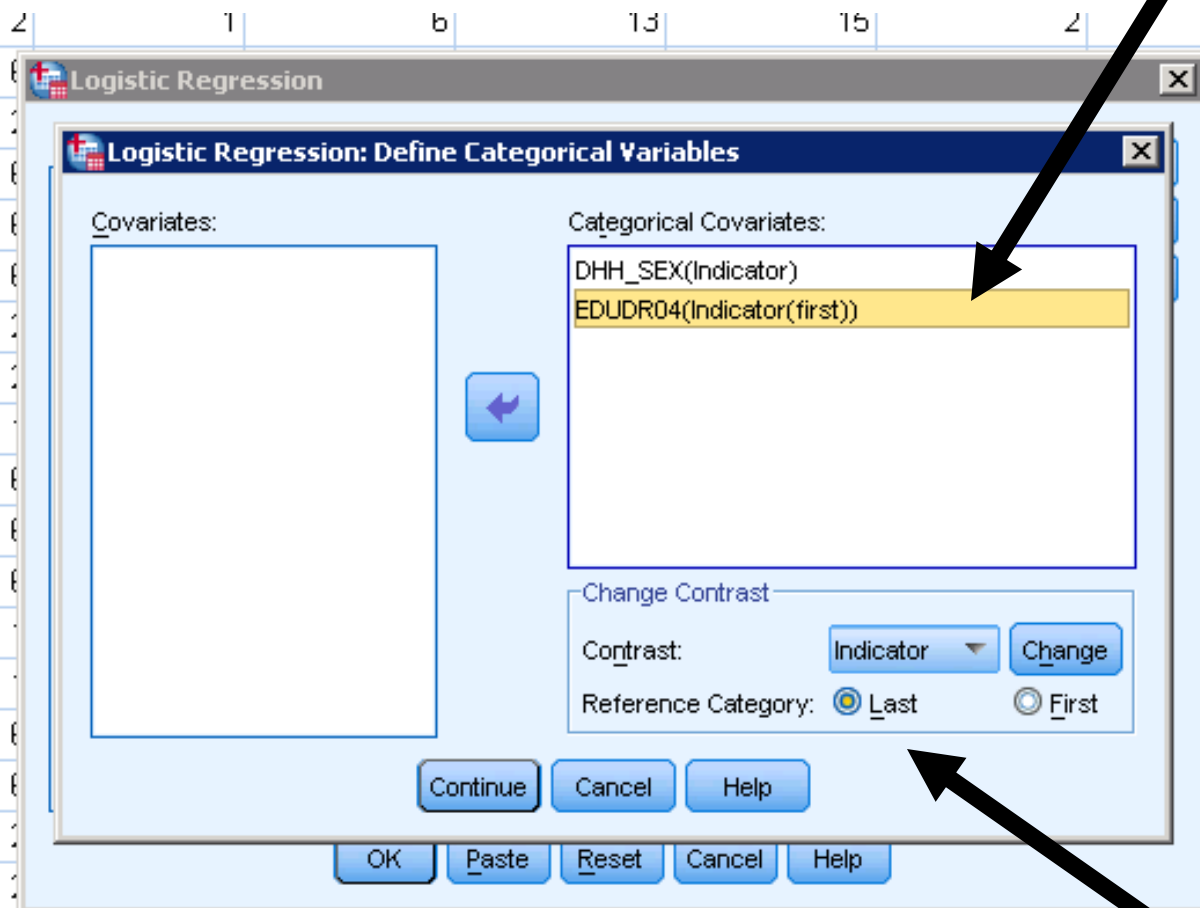 2 1 6 13 15 2
Logistic Regression
Logistic Regression: Define Categorical Variables
Covariates:
Categorical Covariates:
DHH_SEX(Indicator)
EDUDR04(Indicator(first))
Change Contrast
Contrast: Indicator Change
Reference Category: Last First
Continue Cancel Help
OK Paste Reset Cancel Help